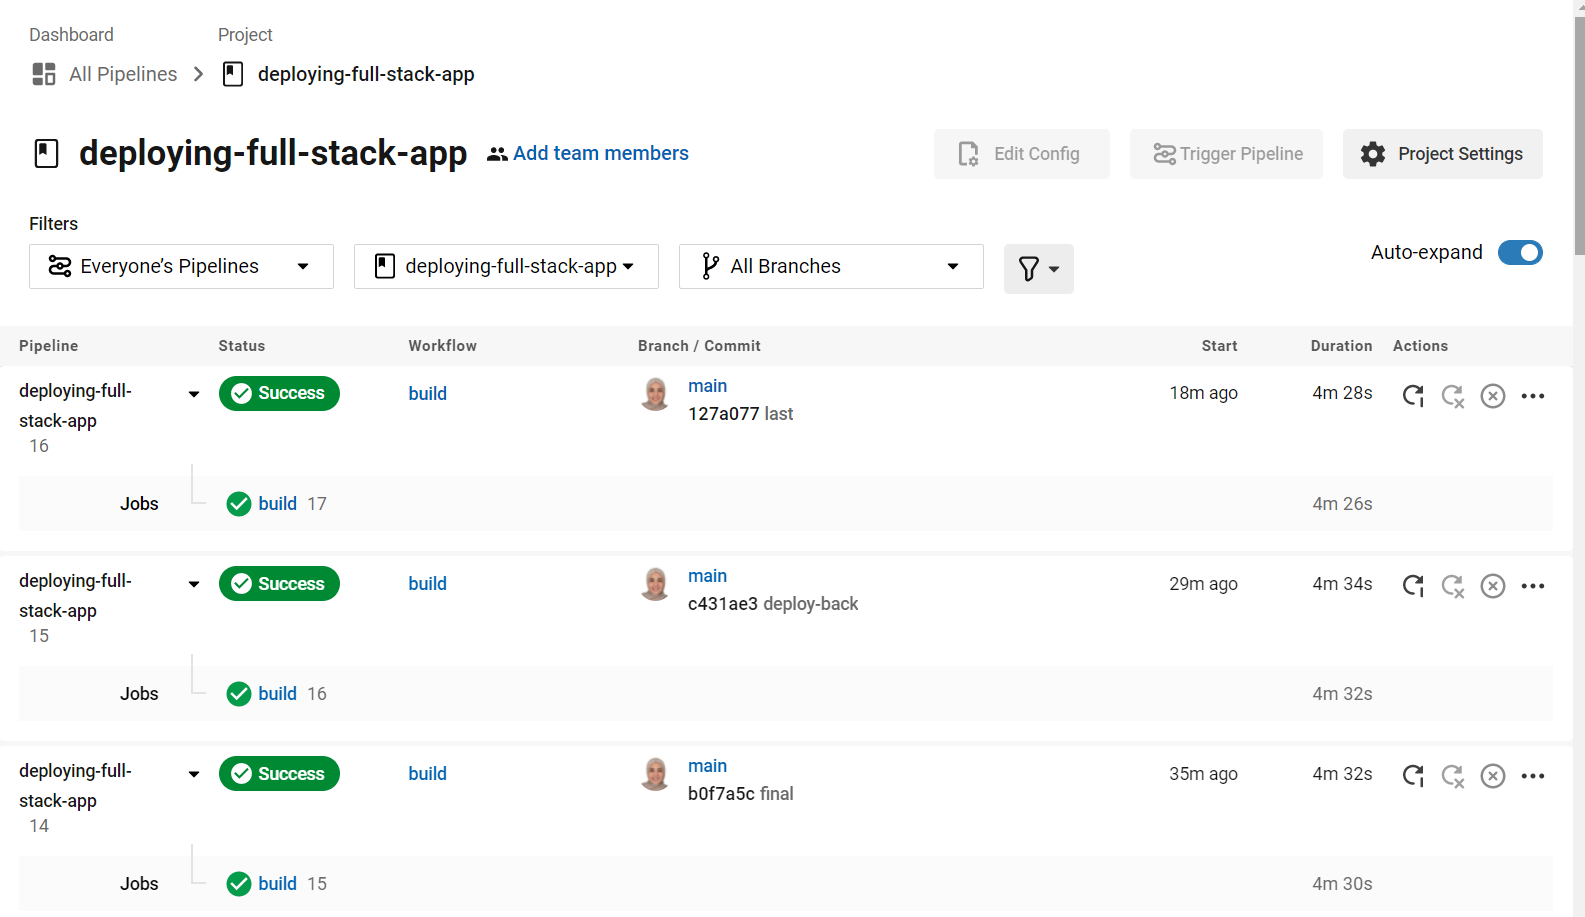 Dashboard Project
All Pipelines deploying-full-stack-app
deploying-full-stack-app Add team members Edit Config Trigger Pipeline Project Settings
Filters
Everyone’s Pipelines deploying-full-stack-app All Branches Auto-expand
Pipeline Status Workflow Branch / Commit Start Duration Actions
deploying-full- Success build main 18m ago 4m 28s
stack-app 127a077 last
16
Jobs build 17 4m 26s
deploying-full- Success build main 29m ago 4m 34s
stack-app c431ae3 deploy-back
15
Jobs build 16 4m 32s
deploying-full- Success build main 35m ago 4m 32s
stack-app b0f7a5c final
14
Jobs build 15 4m 30s